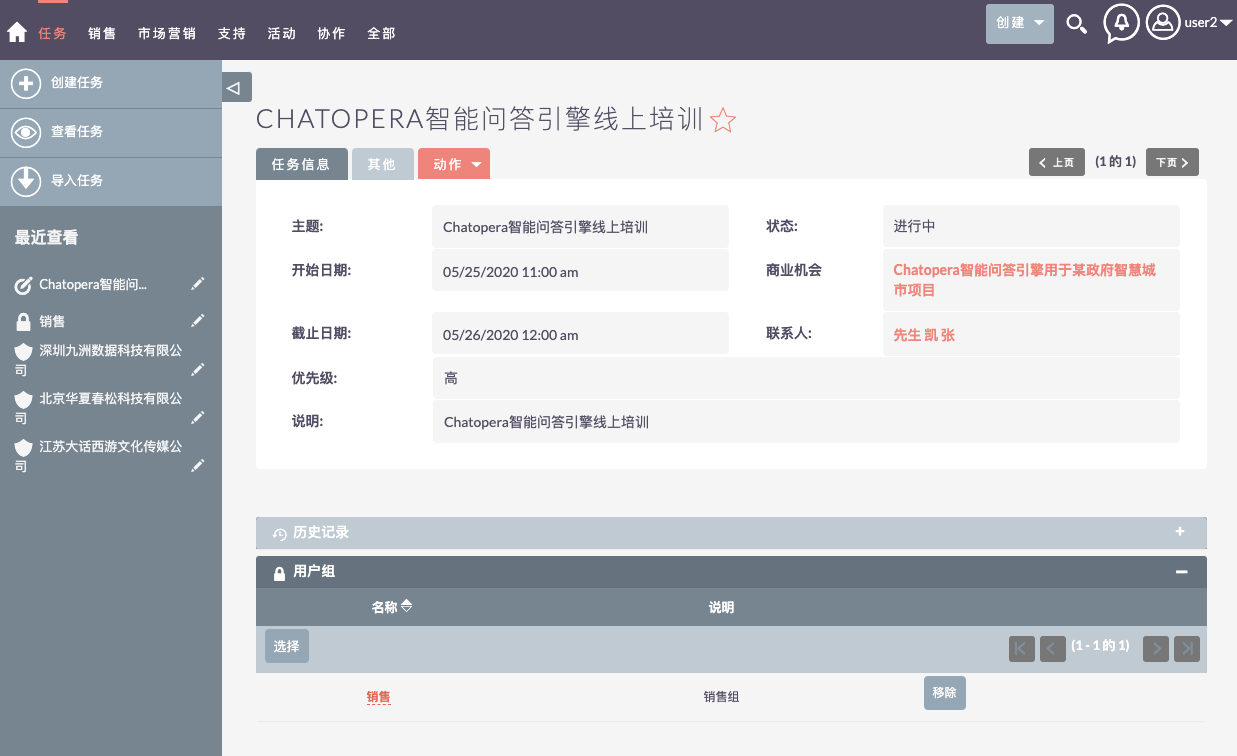 任务 销售 市场营销 支持 活动 协作 全部 创建 user2
创建任务
查看任务
导入任务
最近查看
Chatopera智能问...
销售
深圳九洲数据科技有限公
司
北京华夏春松科技有限公
司
江苏大话西游文化传媒公
司
CHATOPERA智能问答引擎线上培训
任务信息 其他 动作 上页 (1 的 1) 下页
主题: Chatopera智能问答引擎线上培训 状态: 进行中
开始日期: 05/25/2020 11:00 am 商业机会 Chatopera智能问答引擎用于某政府智慧城
市项目
截止日期: 05/26/2020 12:00 am 联系人: 先生 凯 张
优先级: 高
说明: Chatopera智能问答引擎线上培训
历史记录
用户组
名称 说明
选择 (1 - 1 的 1)
销售 销售组 移除